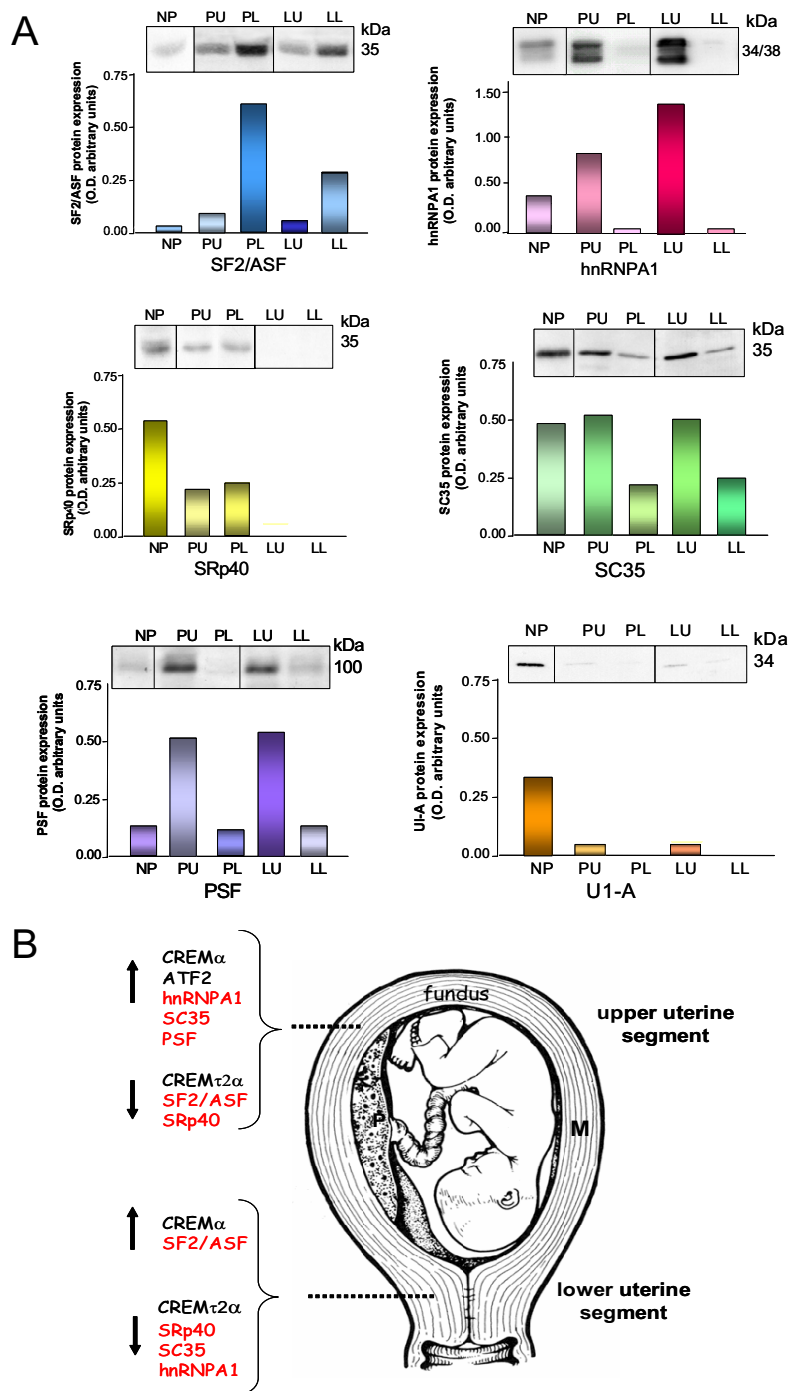 A
NP PU PL LU LL kDa
35
SF2/ASF protein expression
(O.D. arbitrary units)
0.75
0.50
0.25
0.00
NP PU PL LU LL
SF2/ASF
NP PU PL LU LL kDa
34/38
hnRNPA1 protein expression
(O.D. arbitrary units)
1.50
1.00
0.50
0.00
NP PU PL LU LL
hnRNPA1
NP PU PL LU LL kDa
35
SRp40 protein expression
(O.D. arbitrary units)
0.75
0.50
0.25
0.00
NP PU PL LU LL
SRp40
NP PU PL LU LL kDa
35
SC35 protein expression
(O.D. arbitrary units)
0.75
0.50
0.25
0.00
NP PU PL LU LL
SC35
NP PU PL LU LL kDa
100
PSF protein expression
(O.D. arbitrary units
0.75
0.50
0.25
0.00
NP PU PL LU LL
PSF
NP PU PL LU LL kDa
34
UI-A protein expression
(O.D. arbitrary units)
0.75
0.50
0.25
0.00
NP PU PL LU LL
U1-A
B
CREMα
ATF2
hnRNPA1
SC35
PSF
CREMτ2α
SF2/ASF
SRp40
CREMα
SF2/ASF
CREMτ2α
SRp40
SC35
hnRNPA1
fundus
P
M
upper uterine
segment
lower uterine
segment